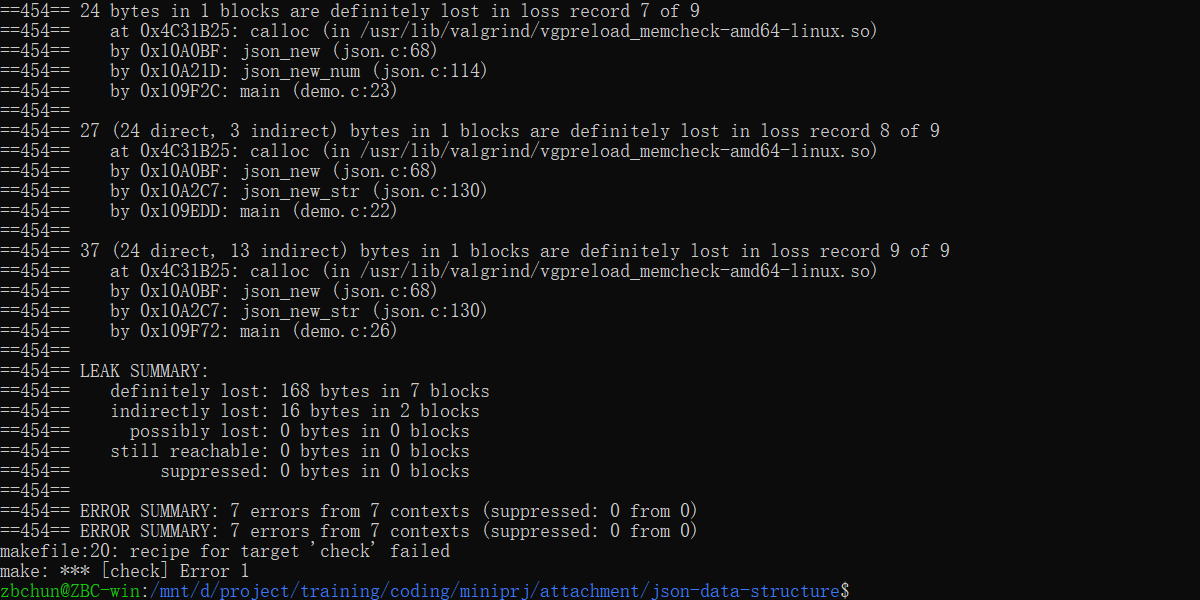 ==454== 24 bytes in 1 blocks are definitely lost in loss record 7 of 9
==454==    at 0x4C31B25: calloc (in /usr/lib/valgrind/vgpreload_memcheck-amd64-linux.so)
==454==    by 0x10A0BF: json_new (json.c:68)
==454==    by 0x10A21D: json_new_num (json.c:114)
==454==    by 0x109F2C: main (demo.c:23)
==454==
==454== 27 (24 direct, 3 indirect) bytes in 1 blocks are definitely lost in loss record 8 of 9
==454==    at 0x4C31B25: calloc (in /usr/lib/valgrind/vgpreload_memcheck-amd64-linux.so)
==454==    by 0x10A0BF: json_new (json.c:68)
==454==    by 0x10A2C7: json_new_str (json.c:130)
==454==    by 0x109EDD: main (demo.c:22)
==454==
==454== 37 (24 direct, 13 indirect) bytes in 1 blocks are definitely lost in loss record 9 of 9
==454==    at 0x4C31B25: calloc (in /usr/lib/valgrind/vgpreload_memcheck-amd64-linux.so)
==454==    by 0x10A0BF: json_new (json.c:68)
==454==    by 0x10A2C7: json_new_str (json.c:130)
==454==    by 0x109F72: main (demo.c:26)
==454==
==454== LEAK SUMMARY:
==454==    definitely lost: 168 bytes in 7 blocks
==454==    indirectly lost: 16 bytes in 2 blocks
==454==      possibly lost: 0 bytes in 0 blocks
==454==    still reachable: 0 bytes in 0 blocks
==454==         suppressed: 0 bytes in 0 blocks
==454==
==454== ERROR SUMMARY: 7 errors from 7 contexts (suppressed: 0 from 0)
==454== ERROR SUMMARY: 7 errors from 7 contexts (suppressed: 0 from 0)
makefile:20: recipe for target 'check' failed
make: *** [check] Error 1
zbchun@ZBC-win:/mnt/d/project/training/coding/miniprj/attachment/json-data-structure$